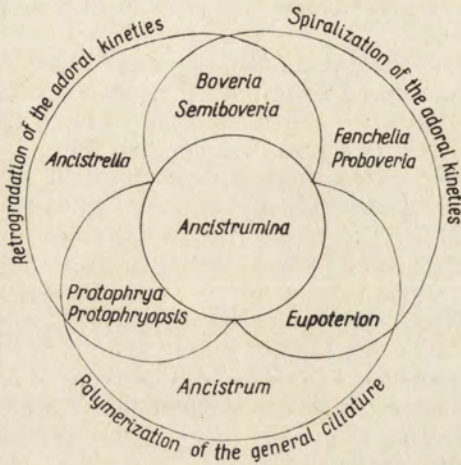 Retrogradation of the adoral kineties
Spiralization of the adoral kineties
Boveria
Semiboveria
Ancistrella
Fenchelia
Proboveria
Ancistrumina
Protophrya
Protophryopsis
Eupoterion
Ancistrum
Polymerization of the general ciliature